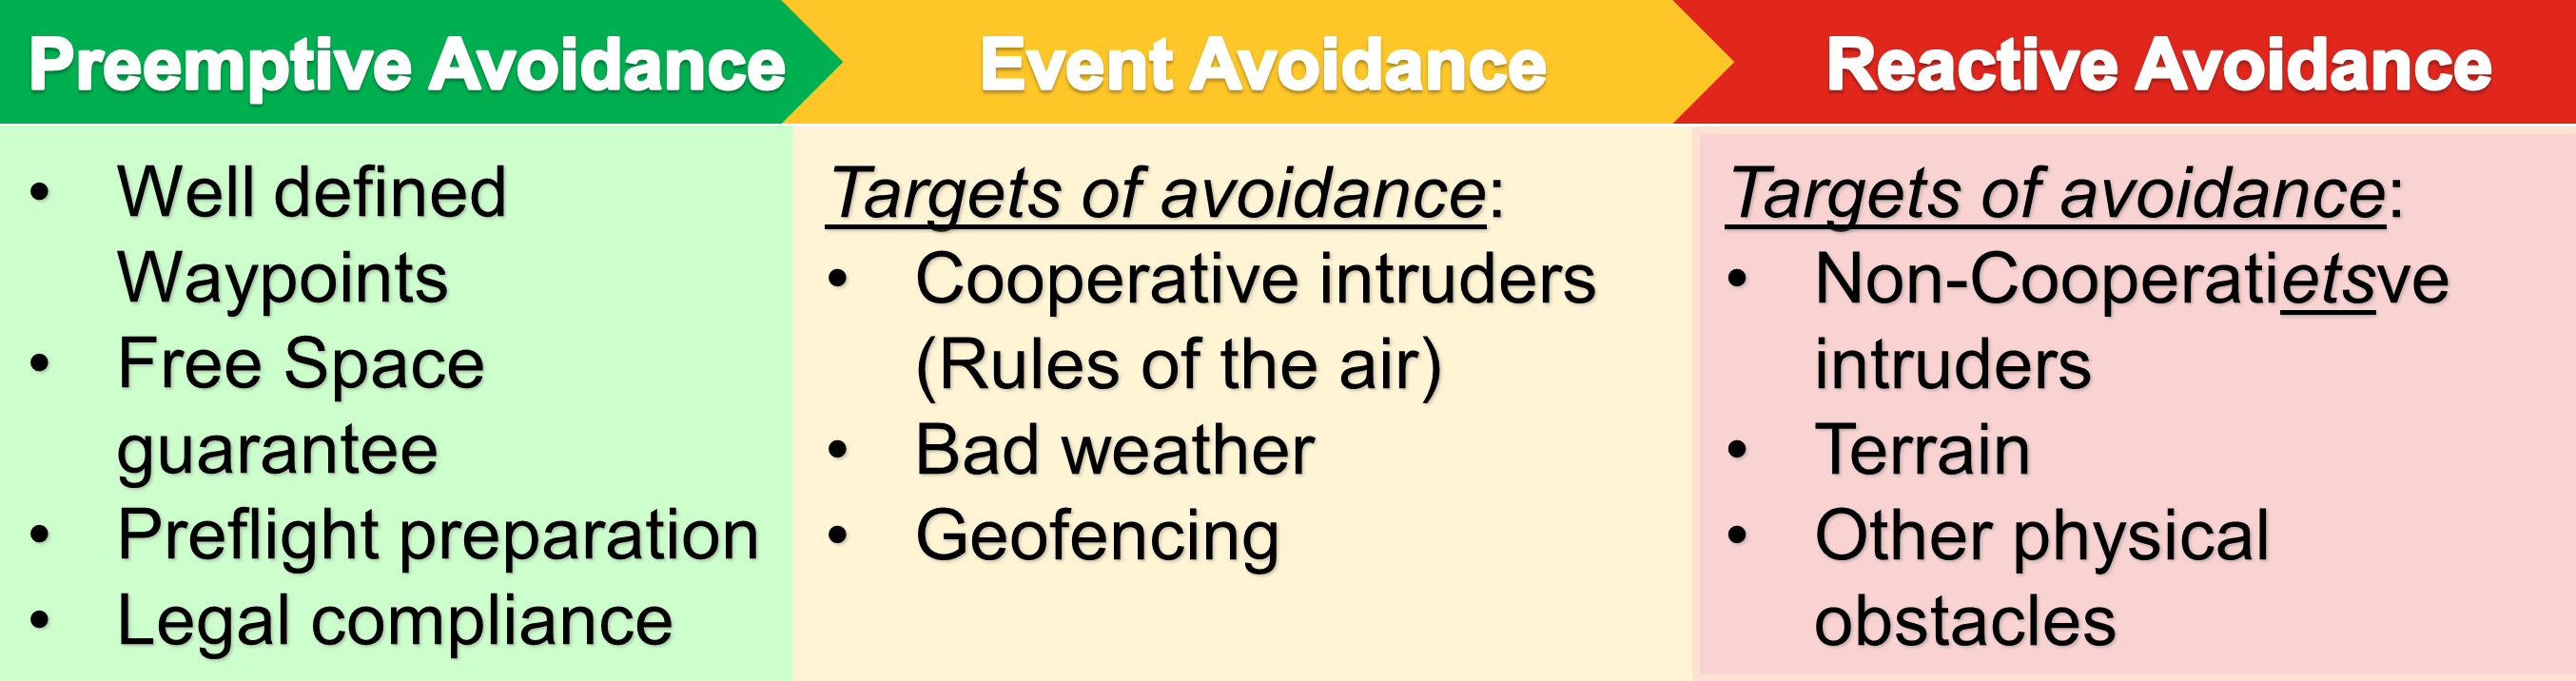 Preemptive Avoidance
Event Avoidance
Reactive Avoidance
• Well defined
Waypoints
• Free Space
guarantee
• Preflight preparation
• Legal compliance
Targets of avoidance:
• Cooperative intruders
(Rules of the air)
• Bad weather
• Geofencing
Targets of avoidance:
• Non-Cooperatietsve
intruders
• Terrain
• Other physical
obstacles